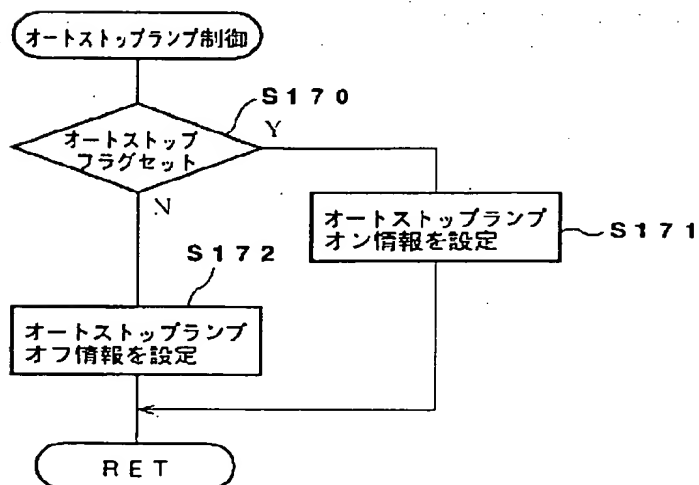 オートストップランプ制御
S170
オートストップ
フラグセット
Y
N
オートストップランプ
オン情報を設定
S171
S172
オートストップランプ
オフ情報を設定
RET